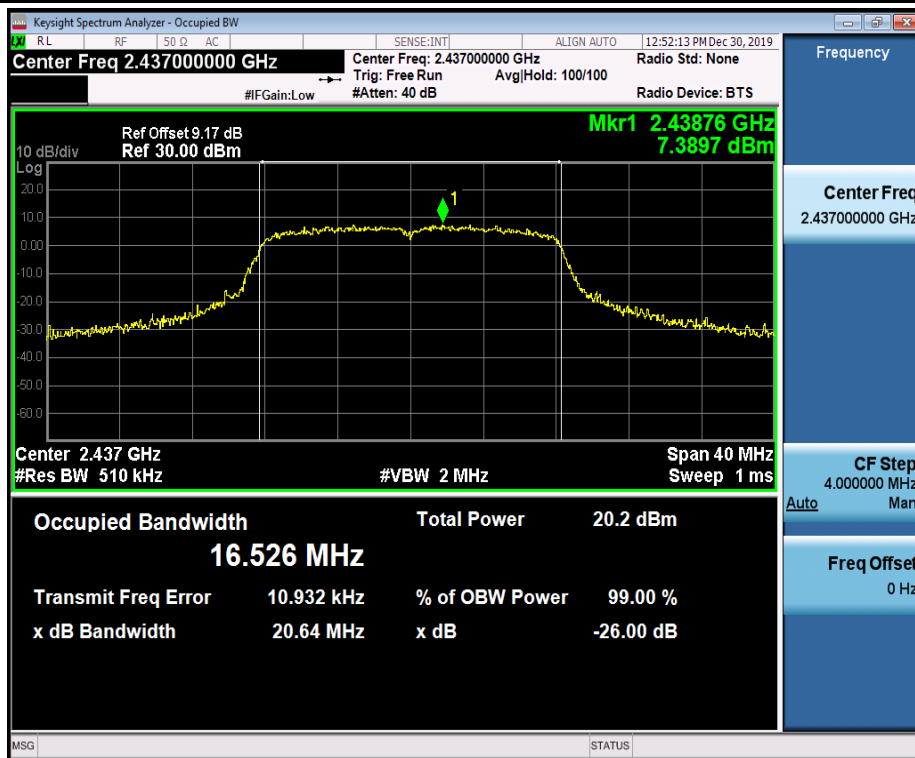 Keysight Spectrum Analyzer - Occupied BW
LXI RL RF 50 Ω AC SENSE:INT ALIGN AUTO 12:52:13 PM Dec 30, 2019
Center Freq 2.437000000 GHz
Center Freq: 2.437000000 GHz
Radio Std: None
Trig: Free Run Avg|Hold: 100/100
#IFGain:Low
#Atten: 40 dB
Radio Device: BTS
Frequency
Mkr1 2.43876 GHz
7.3897 dBm
Ref Offset 9.17 dB
10 dB/div Ref 30.00 dBm
Log
20.0
10.0
0.00
-10.0
-20.0
-30.0
-40.0
-50.0
-60.0
1
Center 2.437 GHz Span 40 MHz
#Res BW 510 kHz #VBW 2 MHz Sweep 1 ms
Occupied Bandwidth
16.526 MHz
Total Power 20.2 dBm
Transmit Freq Error 10.932 kHz % of OBW Power 99.00 %
x dB Bandwidth 20.64 MHz x dB -26.00 dB
Center Freq
2.437000000 GHz
CF Step
4.000000 MHz
Auto Man
Freq Offset
0 Hz
MSG STATUS